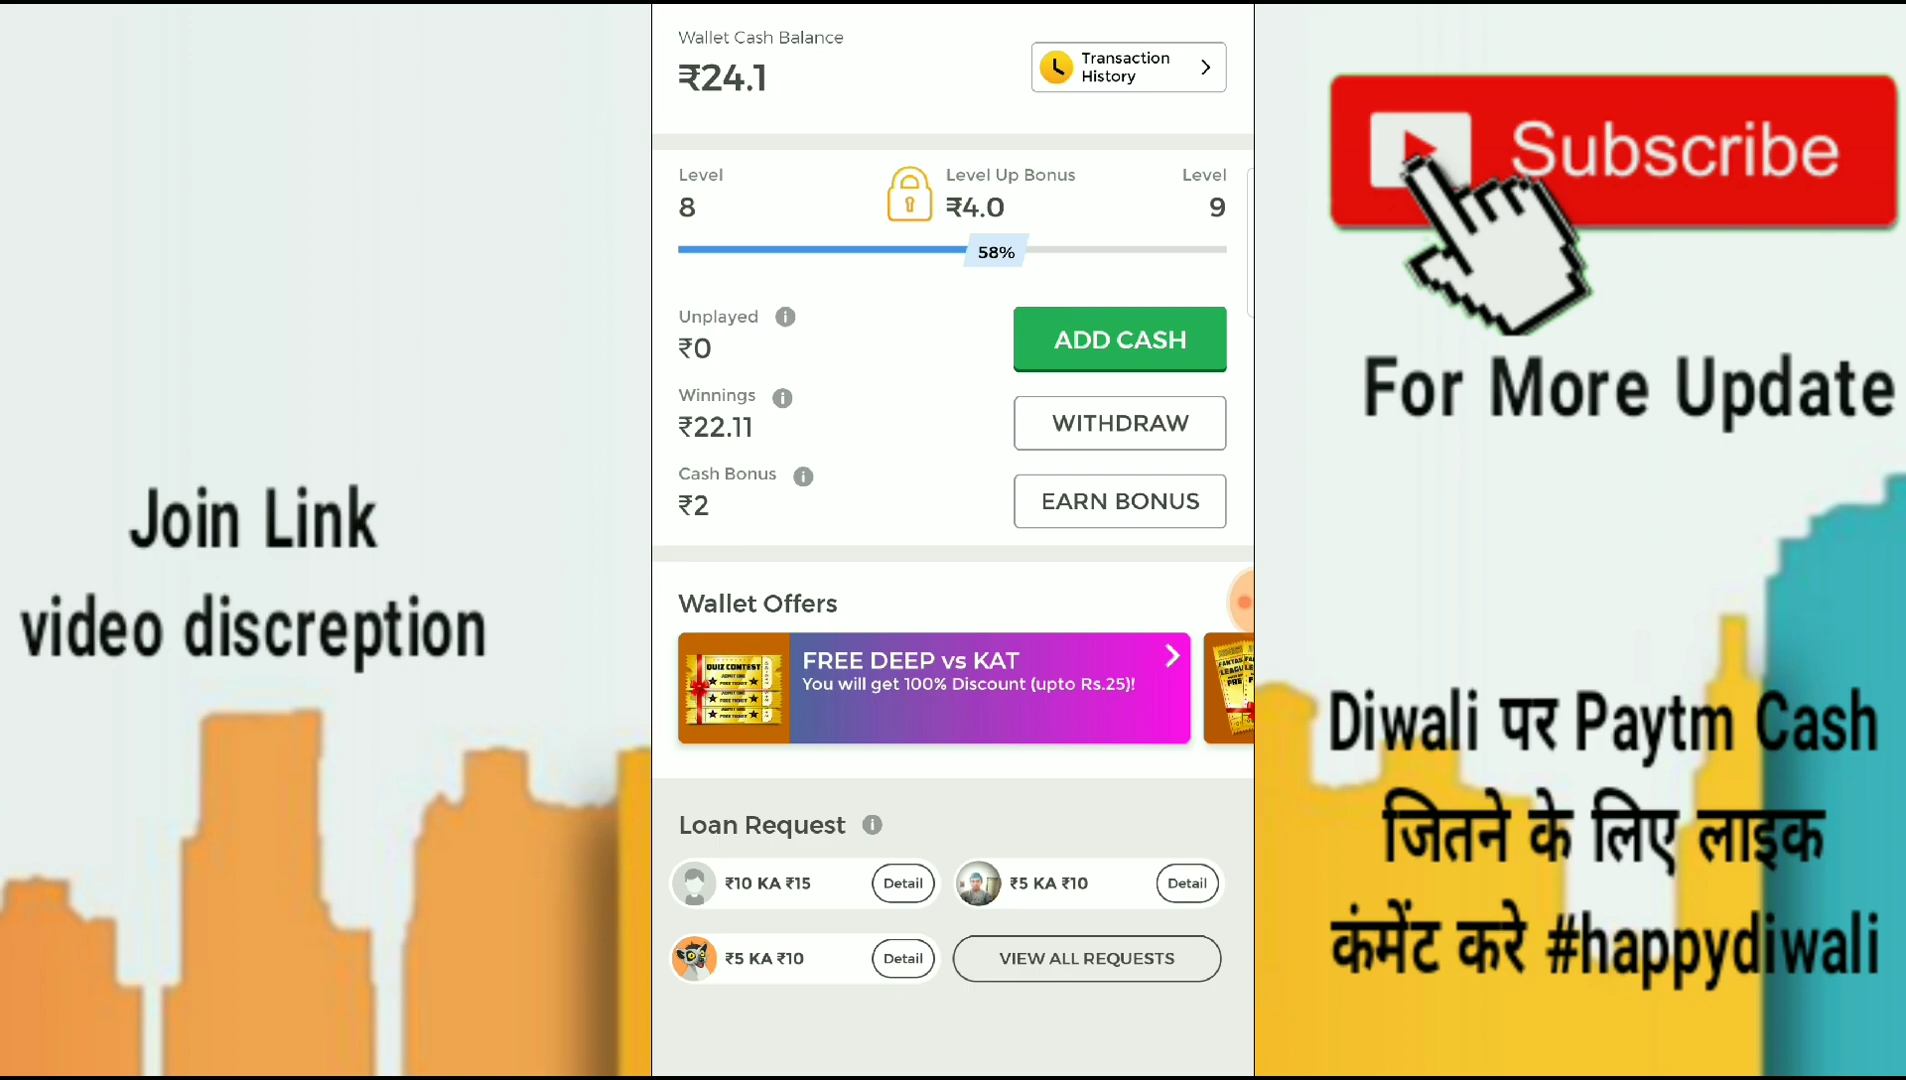 Wallet Cash Balance
₹24.1
Transaction
History
Level
8
Level Up Bonus
₹4.0
Level
9
58%
Unplayed
₹0
ADD CASH
Winnings
₹22.11
WITHDRAW
Cash Bonus
₹2
EARN BONUS
Wallet Offers
QUIZ CONTEST
FREE DEEP vs KAT
You will get 100% Discount (upto Rs.25)!
Loan Request
₹10 KA ₹15
Detail
₹5 KA ₹10
Detail
₹5 KA ₹10
Detail
VIEW ALL REQUESTS
Join Link
video discreption
Subscribe
For More Update
Diwali पर Paytm Cash
जितने के लिए लाइक
कंमेंट करे #happydiwali